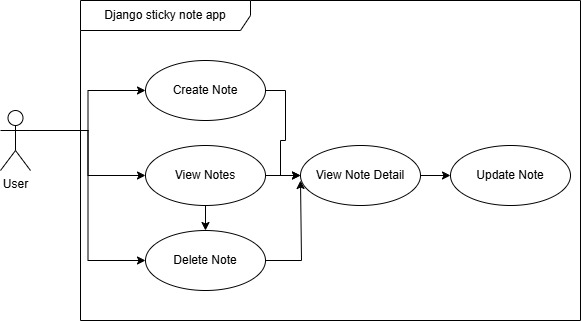 Django sticky note app
Create Note
User
View Notes
View Note Detail
Update Note
Delete Note